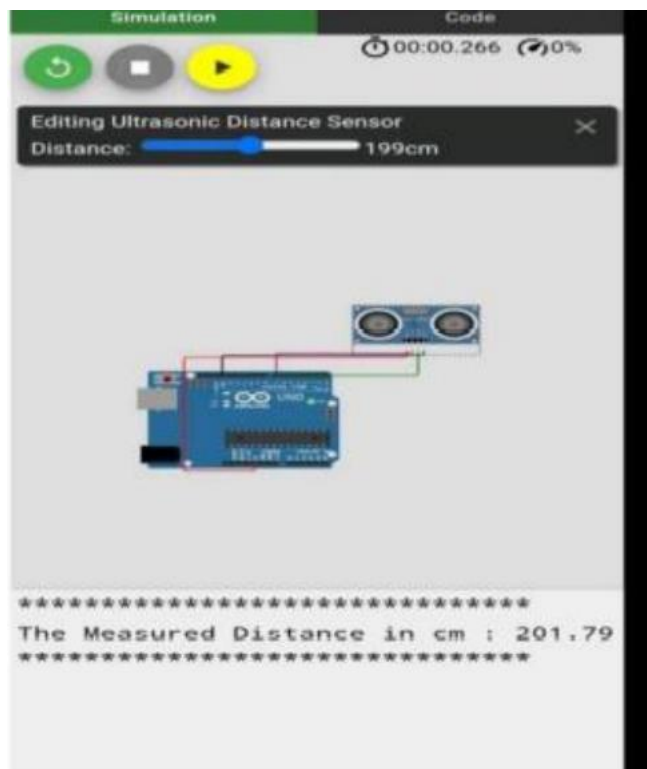 Simulation Code
00:00.266 0%
Editing Ultrasonic Distance Sensor
Distance: 199cm
UNO
*******************************
The Measured Distance in cm : 201.79
*******************************